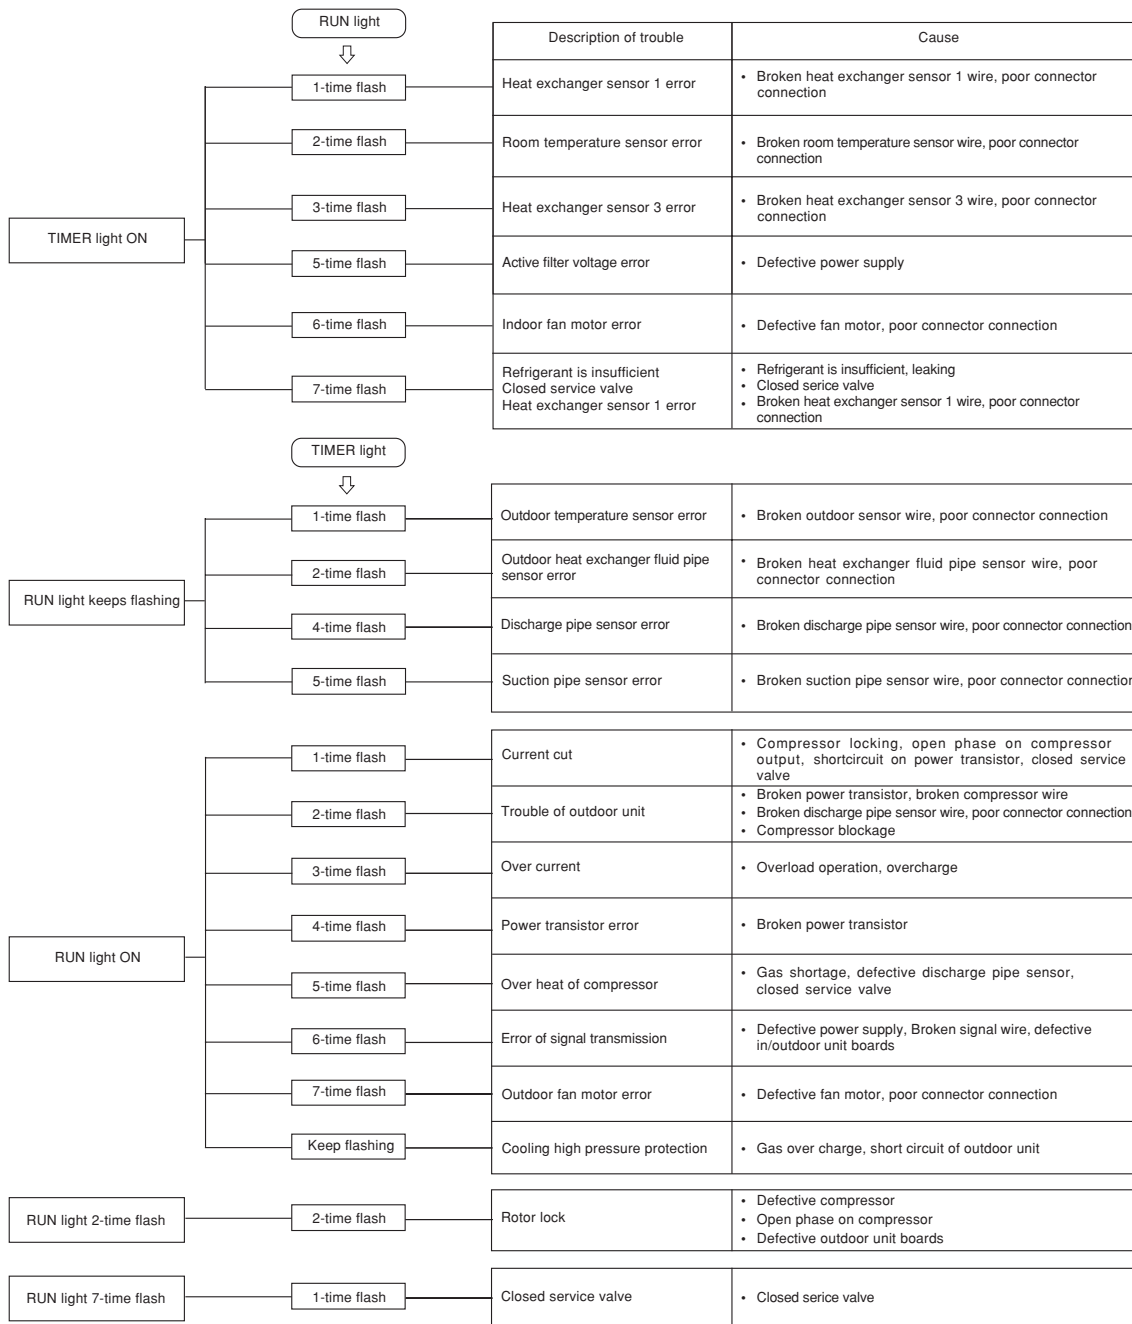 RUN light
Description of trouble
Cause
TIMER light ON
1-time flash
Heat exchanger sensor 1 error
• Broken heat exchanger sensor 1 wire, poor connector
connection
2-time flash
Room temperature sensor error
• Broken room temperature sensor wire, poor connector
connection
3-time flash
Heat exchanger sensor 3 error
• Broken heat exchanger sensor 3 wire, poor connector
connection
5-time flash
Active filter voltage error
• Defective power supply
6-time flash
Indoor fan motor error
• Defective fan motor, poor connector connection
7-time flash
Refrigerant is insufficient
Closed service valve
Heat exchanger sensor 1 error
• Refrigerant is insufficient, leaking
• Closed serice valve
• Broken heat exchanger sensor 1 wire, poor connector
connection
TIMER light
RUN light keeps flashing
1-time flash
Outdoor temperature sensor error
• Broken outdoor sensor wire, poor connector connection
2-time flash
Outdoor heat exchanger fluid pipe
sensor error
• Broken heat exchanger fluid pipe sensor wire, poor
connector connection
4-time flash
Discharge pipe sensor error
• Broken discharge pipe sensor wire, poor connector connection
5-time flash
Suction pipe sensor error
• Broken suction pipe sensor wire, poor connector connection
RUN light ON
1-time flash
Current cut
• Compressor locking, open phase on compressor
output, shortcircuit on power transistor, closed service
valve
2-time flash
Trouble of outdoor unit
• Broken power transistor, broken compressor wire
• Broken discharge pipe sensor wire, poor connector connection
• Compressor blockage
3-time flash
Over current
• Overload operation, overcharge
4-time flash
Power transistor error
• Broken power transistor
5-time flash
Over heat of compressor
• Gas shortage, defective discharge pipe sensor,
closed service valve
6-time flash
Error of signal transmission
• Defective power supply, Broken signal wire, defective
in/outdoor unit boards
7-time flash
Outdoor fan motor error
• Defective fan motor, poor connector connection
Keep flashing
Cooling high pressure protection
• Gas over charge, short circuit of outdoor unit
RUN light 2-time flash
2-time flash
Rotor lock
• Defective compressor
• Open phase on compressor
• Defective outdoor unit boards
RUN light 7-time flash
1-time flash
Closed service valve
• Closed serice valve